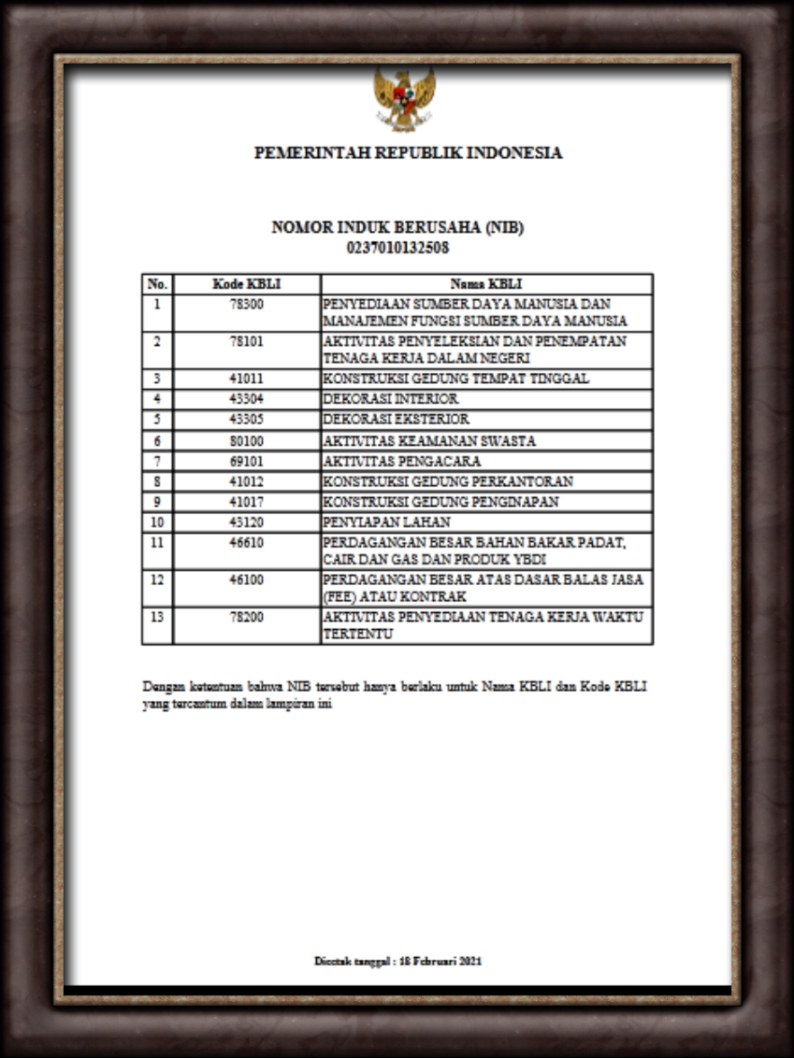 PEMERINTAH REPUBLIK INDONESIA
NOMOR INDUK BERUSAHA (NIB)
0237010132508
No. Kode KBLI Nama KBLI
1 78300 PENYEDIAAN SUMBER DAYA MANUSIA DAN
MANAJEMEN FUNGSI SUMBER DAYA MANUSIA
2 78101 AKTIVITAS PENYELEKSIAN DAN PENEMPATAN
TENAGA KERJA DALAM NEGERI
3 41011 KONSTRUKSI GEDUNG TEMPAT TINGGAL
4 43304 DEKORASI INTERIOR
5 43305 DEKORASI EKSTERIOR
6 80100 AKTIVITAS KEAMANAN SWASTA
7 69101 AKTIVITAS PENGACARA
8 41012 KONSTRUKSI GEDUNG PERKANTORAN
9 41017 KONSTRUKSI GEDUNG PENGINAPAN
10 43120 PENYIAPAN LAHAN
11 46610 PERDAGANGAN BESAR BAHAN BAKAR PADAT,
CAIR DAN GAS DAN PRODUK YBDI
12 46100 PERDAGANGAN BESAR ATAS DASAR BALAS JASA
(FEE) ATAU KONTRAK
13 78200 AKTIVITAS PENYEDIAAN TENAGA KERJA WAKTU
TERTENTU
Dengan ketentuan bahwa NIB tersebut hanya berlaku untuk Nama KBLI dan Kode KBLI
yang tercantum dalam lampiran ini
Dicetak tanggal : 18 Februari 2021